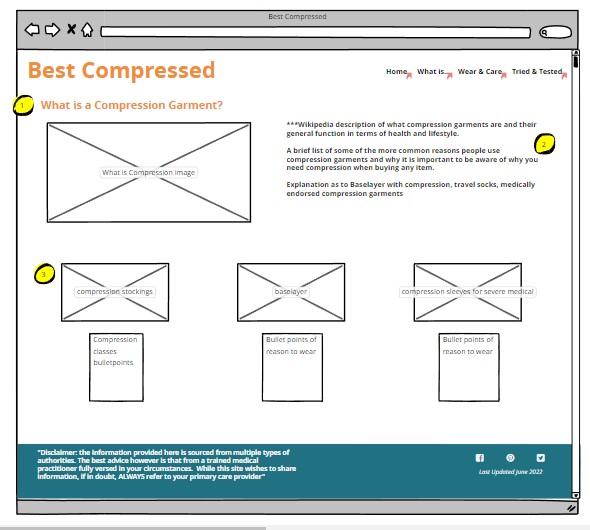 Best Compressed
Best Compressed
Home
What is...
Wear & Care
Tried & Tested
1
What is a Compression Garment?
What is Compression image
***Wikipedia description of what compression garments are and their
general function in terms of health and lifestyle.
2
A brief list of some of the more common reasons people use
compression garments and why it is important to be aware of why you
need compression when buying any item.
Explanation as to Baselayer with compression, travel socks, medically
endorsed compression garments
3
compression stockings
baselayer
compression sleeves for severe medical
Compression
classes
bulletpoints
Bullet points of
reason to wear
Bullet points of
reason to wear
"Disclaimer: the information provided here is sourced from multiple types of
authorities. The best advice however is that from a trained medical
practitioner fully versed in your circumstances. While this site wishes to share
information, if in doubt, ALWAYS refer to your primary care provider"
Last Updated June 2022